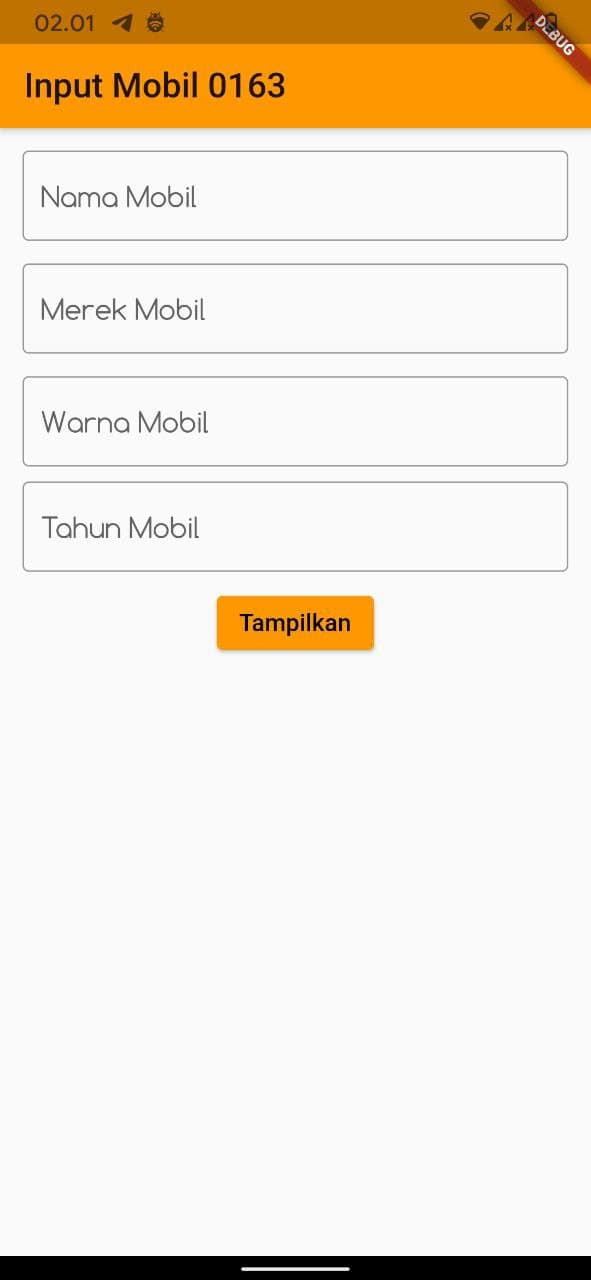 02.01
DEBUG
Input Mobil 0163
Nama Mobil
Merek Mobil
Warna Mobil
Tahun Mobil
Tampilkan